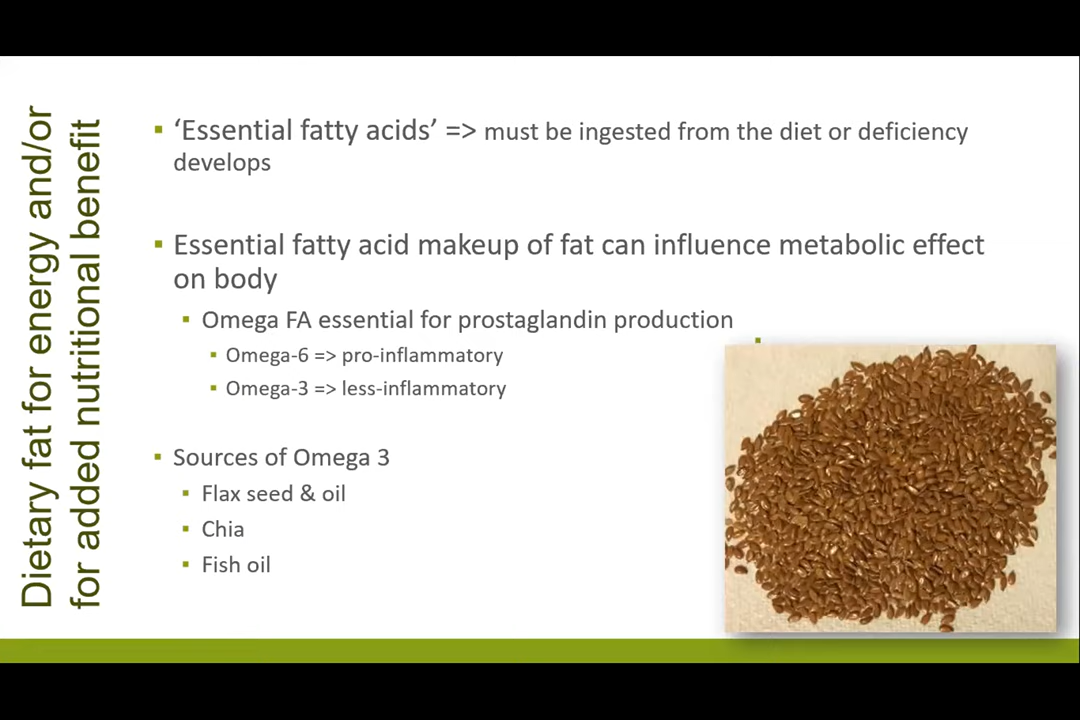 Dietary fat for energy and/or
for added nutritional benefit
▪ ‘Essential fatty acids’ => must be ingested from the diet or deficiency
develops
▪ Essential fatty acid makeup of fat can influence metabolic effect
on body
▪ Omega FA essential for prostaglandin production
▪ Omega-6 => pro-inflammatory
▪ Omega-3 => less-inflammatory
▪ Sources of Omega 3
▪ Flax seed & oil
▪ Chia
▪ Fish oil